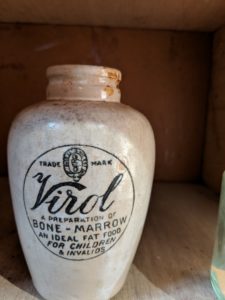 TRADE MARK
Virol
A PREPARATION OF
BONE-MARROW
AN IDEAL FAT FOOD
FOR CHILDREN
& INVALIDS